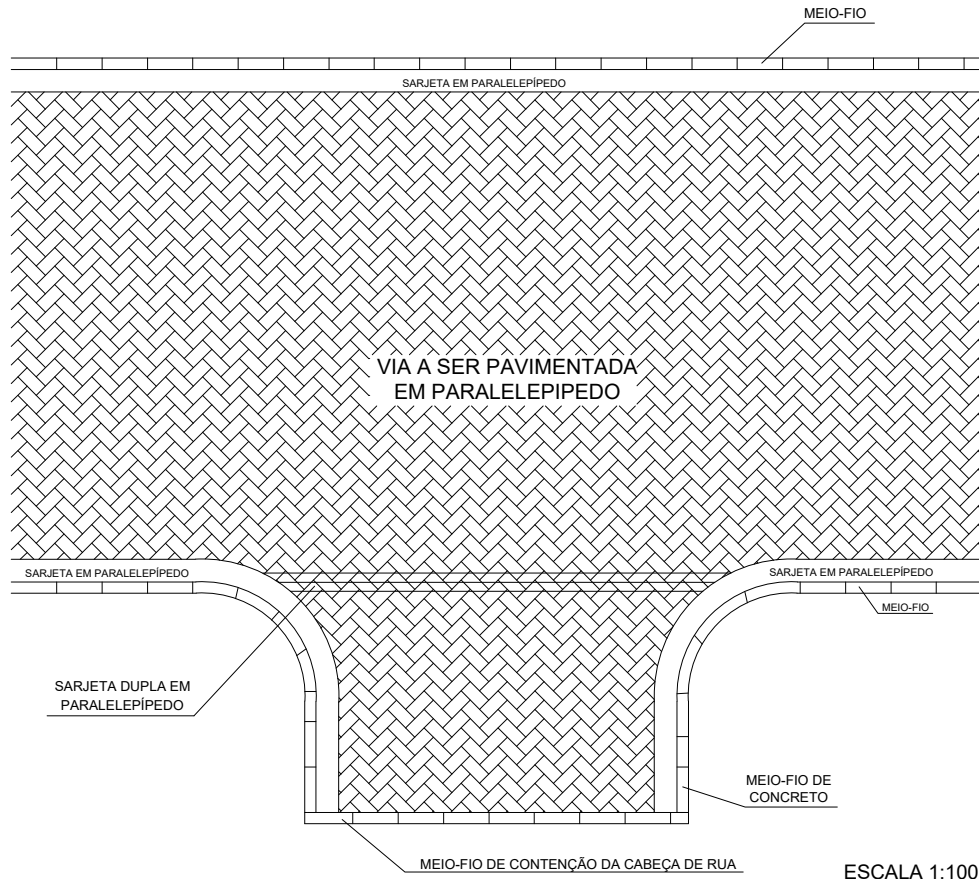 MEIO-FIO
SARJETA EM PARALELEPÍPEDO
VIA A SER PAVIMENTADA
EM PARALELEPIPEDO
SARJETA EM PARALELEPÍPEDO
SARJETA EM PARALELEPÍPEDO
MEIO-FIO
SARJETA DUPLA EM
PARALELEPÍPEDO
MEIO-FIO DE
CONCRETO
MEIO-FIO DE CONTENÇÃO DA CABEÇA DE RUA
ESCALA 1:100